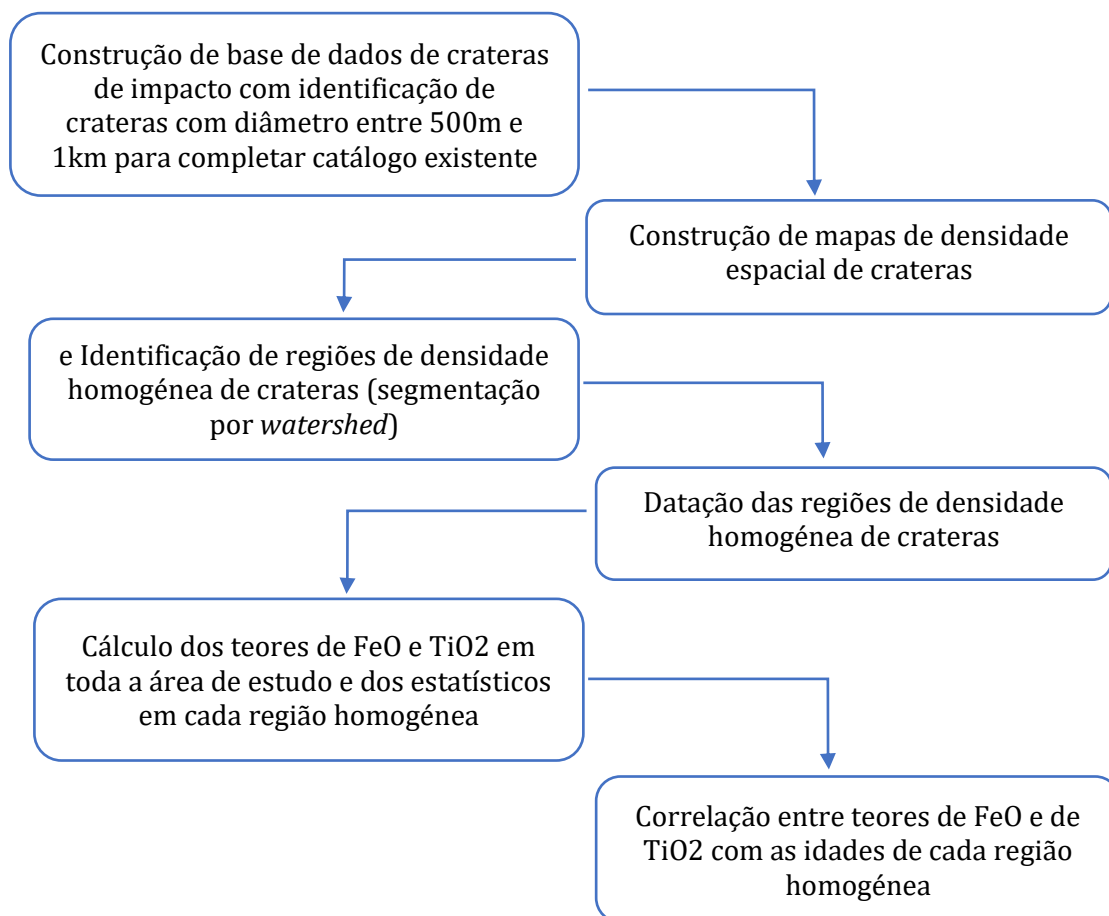 Construção de base de dados de crateras
de impacto com identificação de
crateras com diâmetro entre 500m e
1km para completar catálogo existente
Construção de mapas de densidade
espacial de crateras
e Identificação de regiões de densidade
homogénea de crateras (segmentação
por watershed)
Datação das regiões de densidade
homogénea de crateras
Cálculo dos teores de FeO e TiO2 em
toda a área de estudo e dos estatísticos
em cada região homogénea
Correlação entre teores de FeO e de
TiO2 com as idades de cada região
homogénea